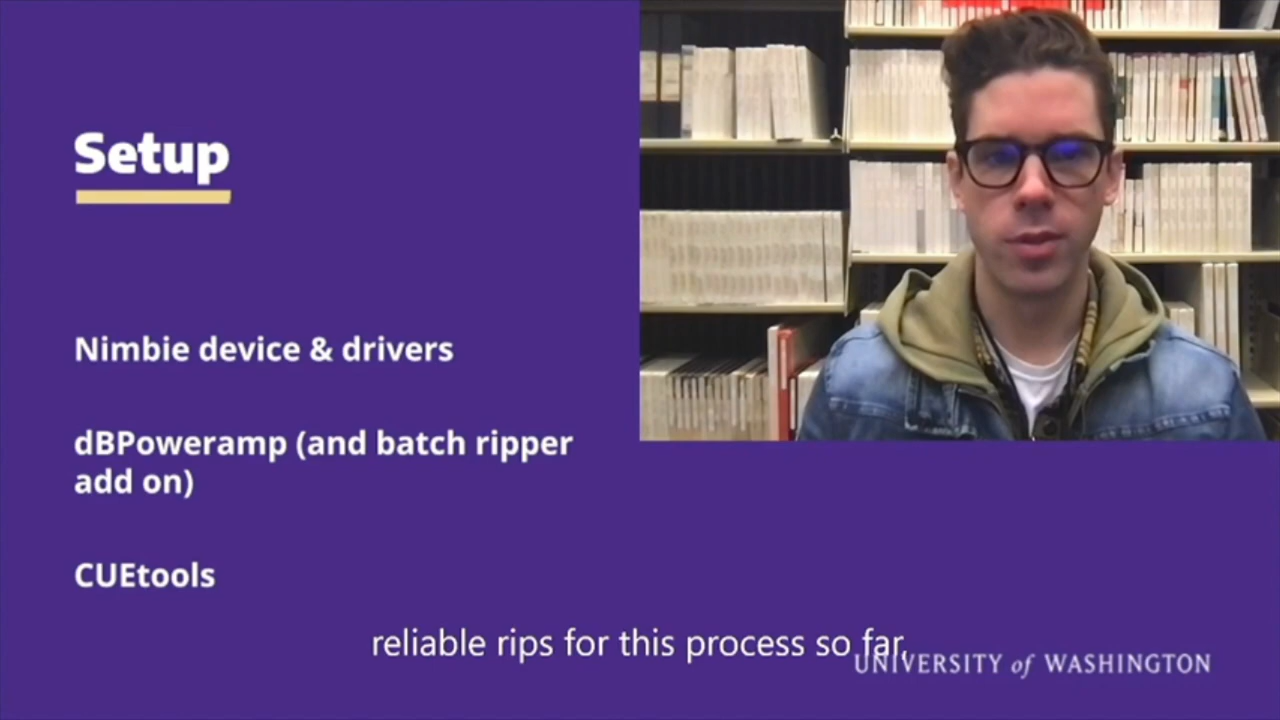 Setup
Nimbie device & drivers
dBPoweramp (and batch ripper
add on)
CUEtools
reliable rips for this process so far,
UNIVERSITY of WASHINGTON